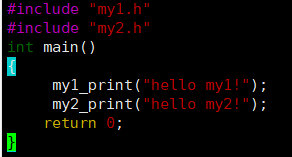 #include "my1.h"
#include "my2.h"
int main()
{
     my1_print("hello my1!");
     my2_print("hello my2!");
    return 0;
}